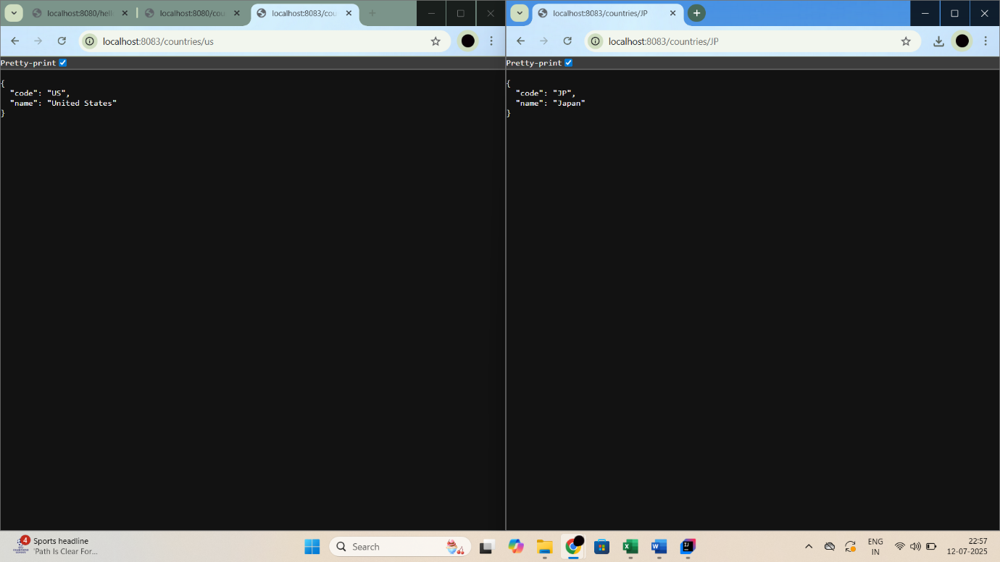 localhost:8080/hell
localhost:8080/cou
localhost:8083/cou
localhost:8083/countries/us
Pretty-print
{
"code": "US",
"name": "United States"
}
localhost:8083/countries/JP
localhost:8083/countries/JP
Pretty-print
{
"code": "JP",
"name": "Japan"
}
4
Sports headline
'Path Is Clear For...
Search
ENG
IN
22:57
12-07-2025